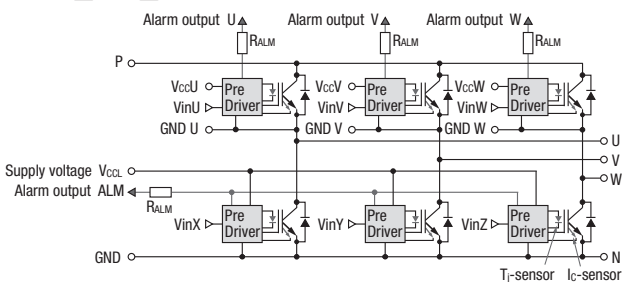 Alarm output U Alarm output V Alarm output W
RALM RALM RALM
P
VccU Pre Driver VccV Pre Driver VccW Pre Driver
VinU VinV VinW
GND U GND V GND W
U
V
W
Supply voltage VCCL
Alarm output ALM
RALM
VinX Pre Driver VinY Pre Driver VinZ Pre Driver
GND N
Tj-sensor IC-sensor